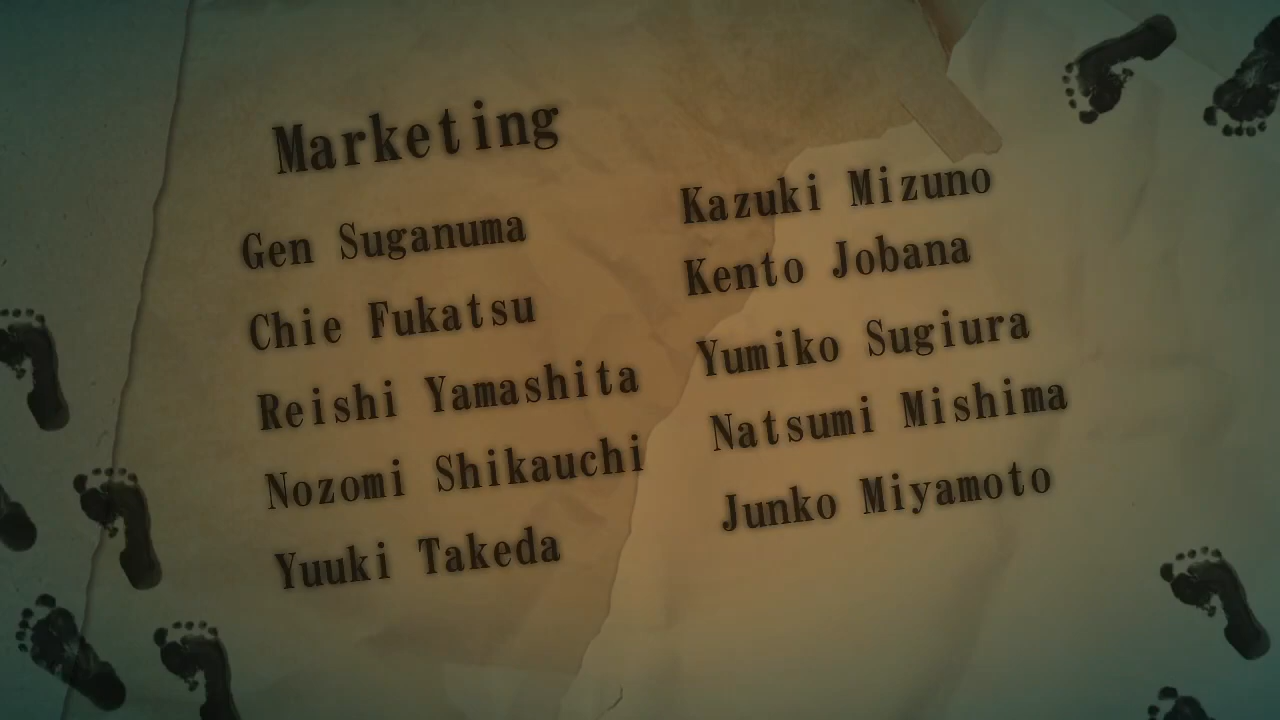 Marketing
Gen Suganuma
Chie Fukatsu
Reishi Yamashita
Nozomi Shikauchi
Yuuki Takeda
Kazuki Mizuno
Kento Jobana
Yumiko Sugiura
Natsumi Mishima
Junko Miyamoto